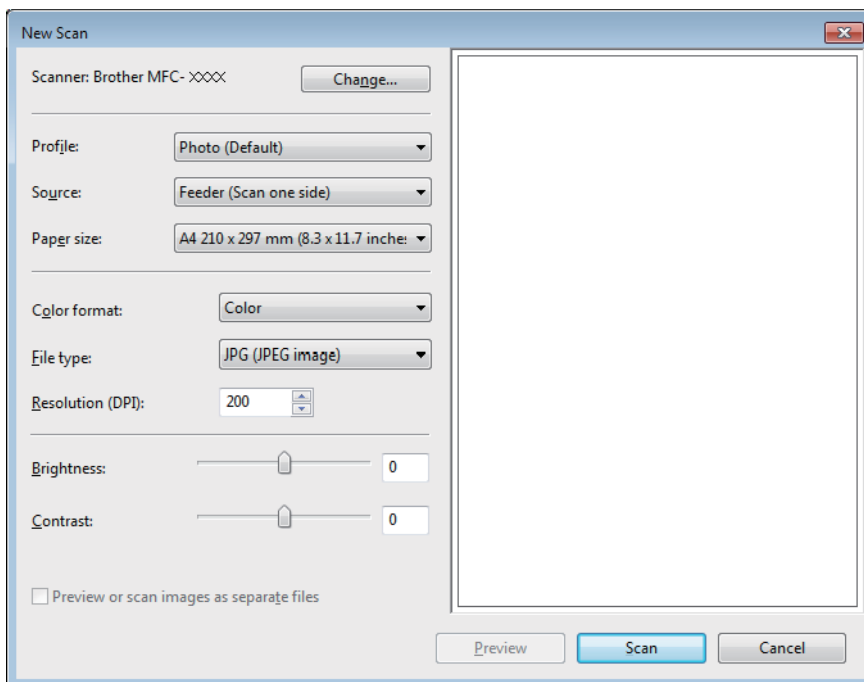 New Scan
Scanner: Brother MFC- XXXX
Change...
Profile:
Photo (Default)
Source:
Feeder (Scan one side)
Paper size:
A4 210 x 297 mm (8.3 x 11.7 inches
Color format:
Color
File type:
JPG (JPEG image)
Resolution (DPI):
200
Brightness:
0
Contrast:
0
Preview or scan images as separate files
Preview
Scan
Cancel